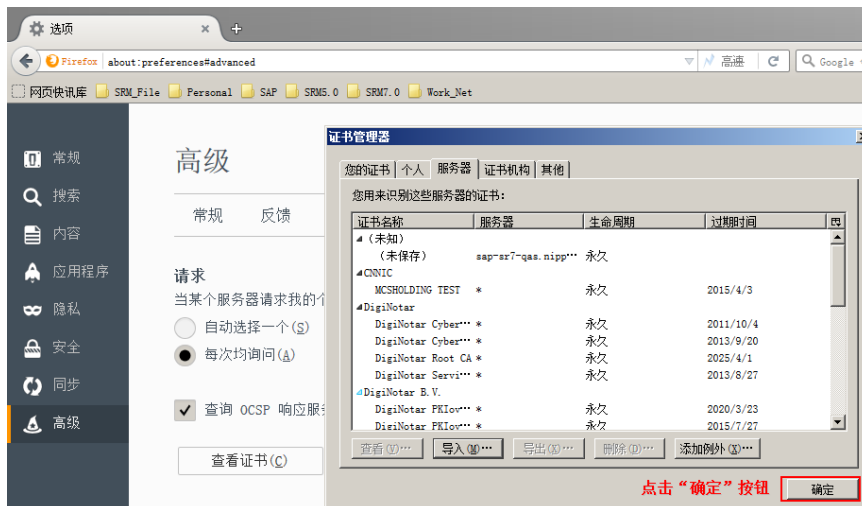 选项 × +
Firefox about:preferences#advanced 高速 Google
网页快讯库 SRM_File Personal SAP SRM5.0 SRM7.0 Work_Net
常规
搜索
内容
应用程序
隐私
安全
同步
高级
高级
常规 反馈
请求
当某个服务器请求我的个
自动选择一个(S)
每次均询问(A)
查询 OCSP 响应服
查看证书(C)
证书管理器
您的证书 个人 服务器 证书机构 其他
您用来识别这些服务器的证书:
证书名称 服务器 生命周期 过期时间
(未知)
(未保存) sap-sr7-qas.nipp… 永久
CNNIC
MCSHOLDING TEST * 永久 2015/4/3
DigiNotar
DigiNotar Cyber… * 永久 2011/10/4
DigiNotar Cyber… * 永久 2013/9/20
DigiNotar Root CA * 永久 2025/4/1
DigiNotar Servi… * 永久 2013/8/27
DigiNotar B.V.
DigiNotar PKIov… * 永久 2020/3/23
DigiNotar PKIov… * 永久 2015/7/27
查看(V)… 导入(M)… 导出(X)… 删除(D)… 添加例外(X)…
点击“确定”按钮 确定